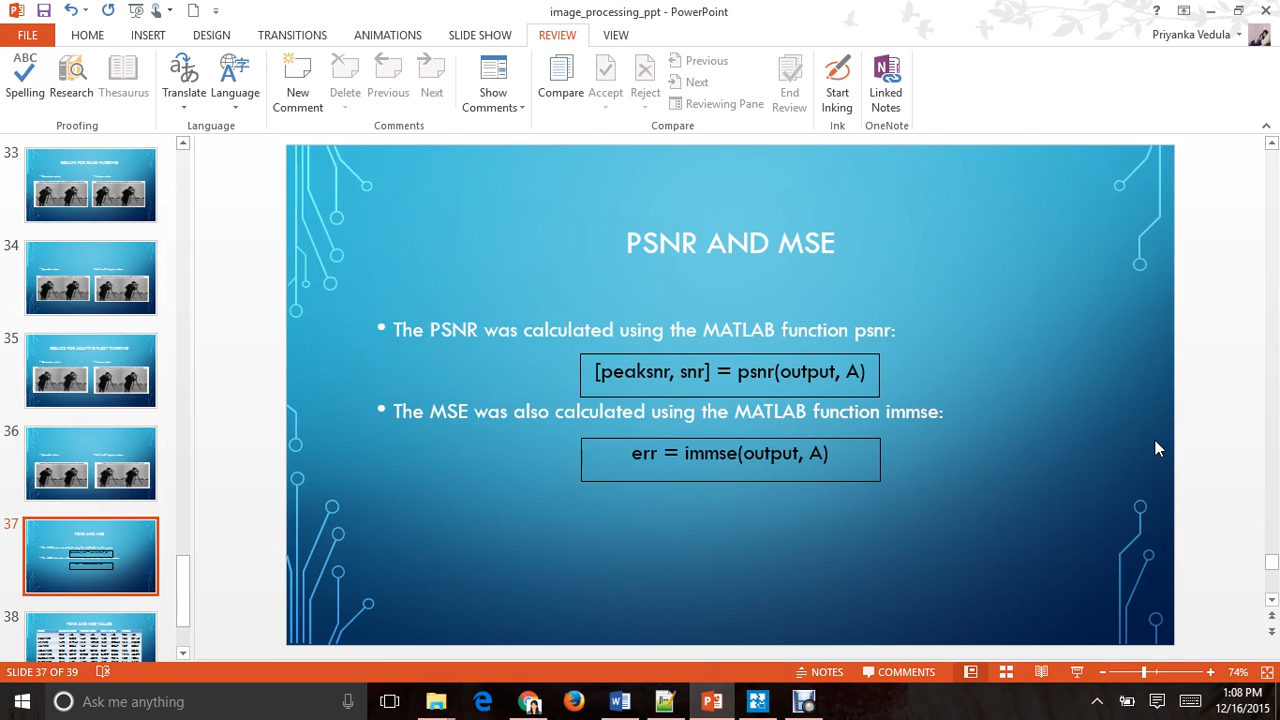 image_processing_ppt - PowerPoint
FILE HOME INSERT DESIGN TRANSITIONS ANIMATIONS SLIDE SHOW REVIEW VIEW Priyanka Vedula
ABC
Spelling Research Thesaurus
Proofing
Translate Language
Language
New Comment Delete Previous Next Show Comments
Comments
Compare Accept Reject Previous Next Reviewing Pane End Review
Compare
Start Inking
Ink
Linked Notes
OneNote
33
34
35
36
37
38
PSNR AND MSE
• The PSNR was calculated using the MATLAB function psnr:
[peaksnr, snr] = psnr(output, A)
• The MSE was also calculated using the MATLAB function immse:
err = immse(output, A)
SLIDE 37 OF 39 NOTES COMMENTS 74%
Ask me anything
1:08 PM
12/16/2015